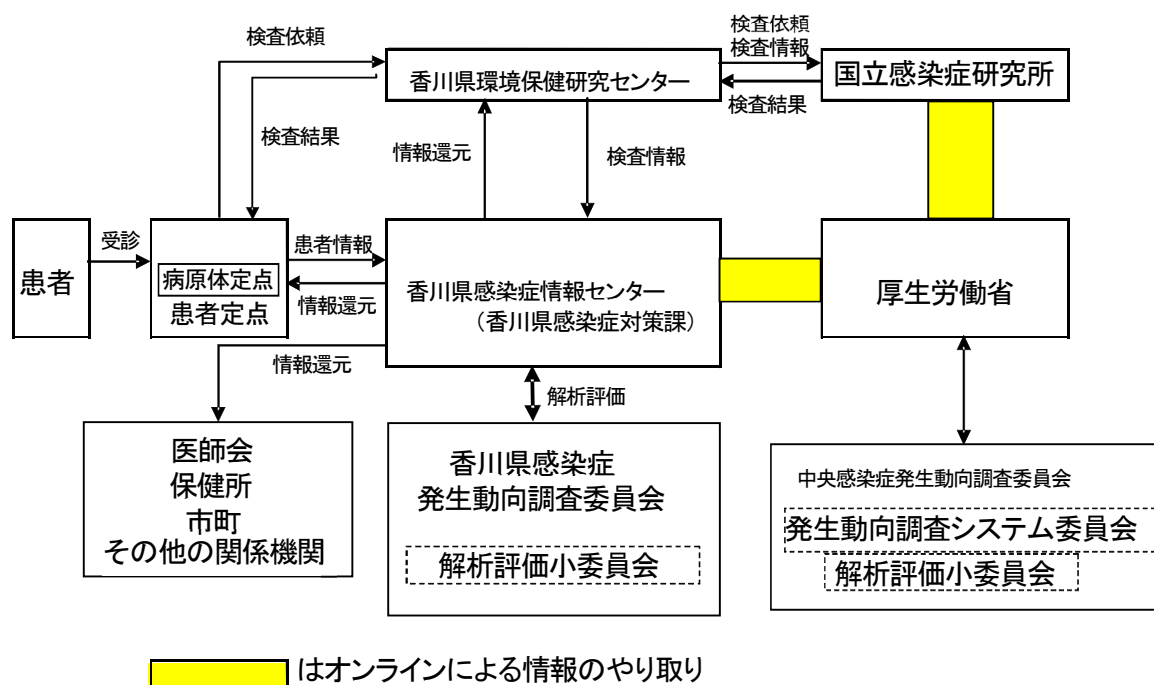 検査依頼
検査依頼
検査情報
香川県環境保健研究センター
国立感染症研究所
検査結果
検査結果
情報還元
検査情報
患者
受診
病原体定点
患者定点
患者情報
情報還元
香川県感染症情報センター
（香川県感染症対策課）
厚生労働省
情報還元
解析評価
医師会
保健所
市町
その他の関係機関
香川県感染症
発生動向調査委員会
解析評価小委員会
中央感染症発生動向調査委員会
発生動向調査システム委員会
解析評価小委員会
はオンラインによる情報のやり取り